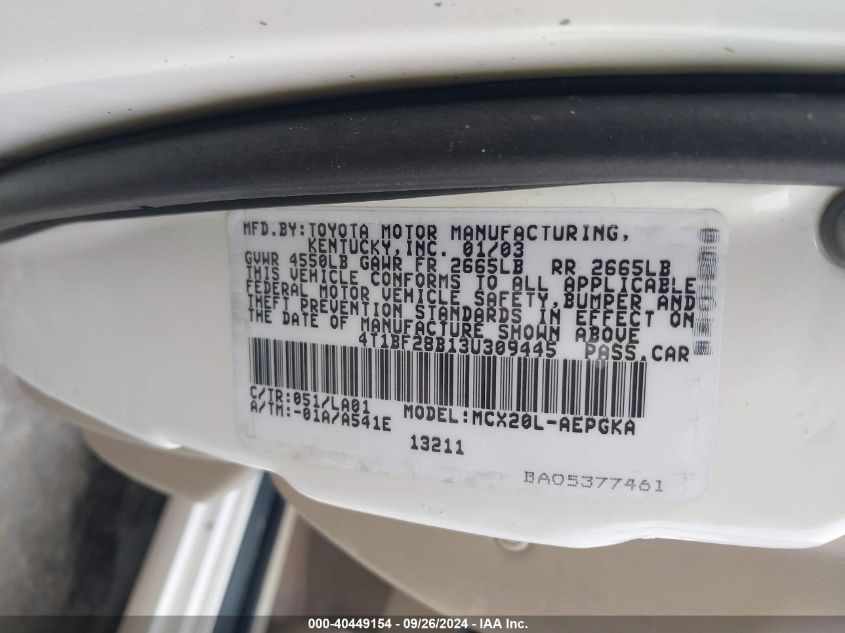 MFD.BY:TOYOTA MOTOR MANUFACTURING,
KENTUCKY,INC. 01/03
GVWR 4550LB GAWR FR 2665LB RR 2665LB
THIS VEHICLE CONFORMS TO ALL APPLICABLE
FEDERAL MOTOR VEHICLE SAFETY,BUMPER AND
THEFT PREVENTION STANDARDS IN EFFECT ON
THE DATE OF MANUFACTURE SHOWN ABOVE
4T1BF28B13U309445 PASS.CAR
C/TR:051/LA01
A/TM:-01A/A541E MODEL:MCX20L-AEPGKA
13211
BA05377461
000-40449154 / 09/26/2024 - IAA Inc.